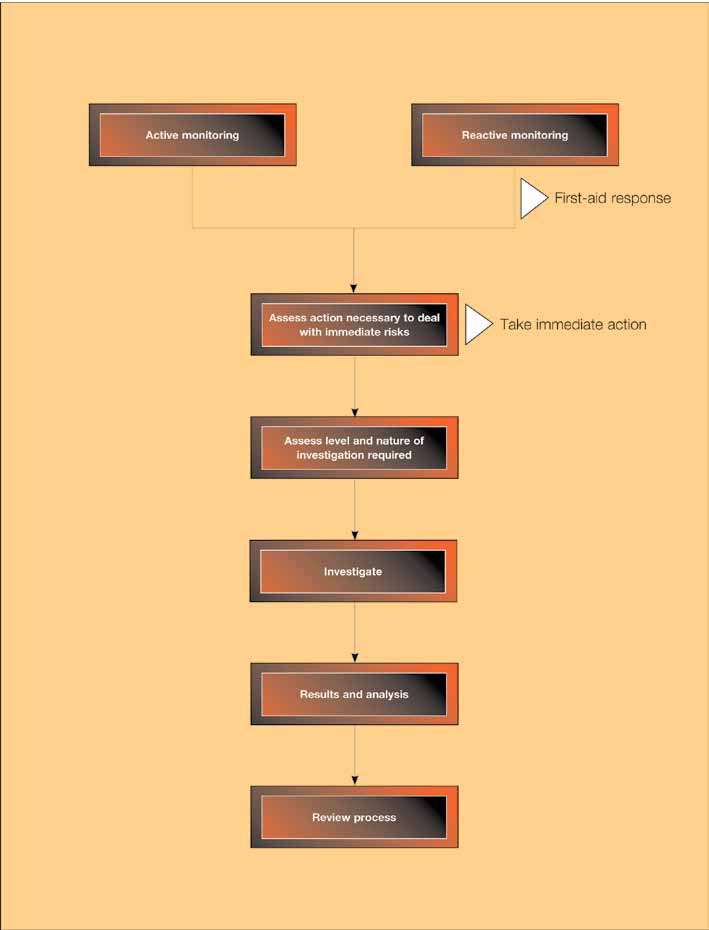 Active monitoring
Reactive monitoring
First-aid response
Assess action necessary to deal
with immediate risks
Take immediate action
Assess level and nature of
investigation required
Investigate
Results and analysis
Review process